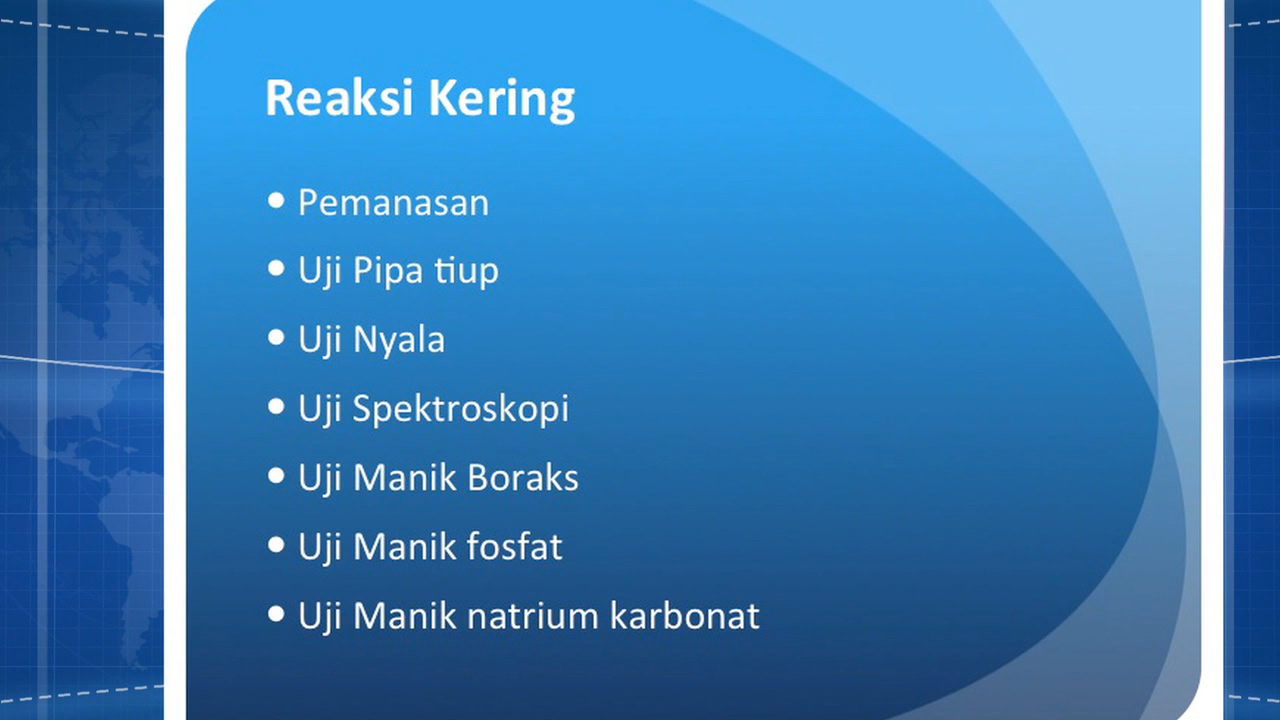 Reaksi Kering
• Pemanasan
• Uji Pipa tiup
• Uji Nyala
• Uji Spektroskopi
• Uji Manik Boraks
• Uji Manik fosfat
• Uji Manik natrium karbonat